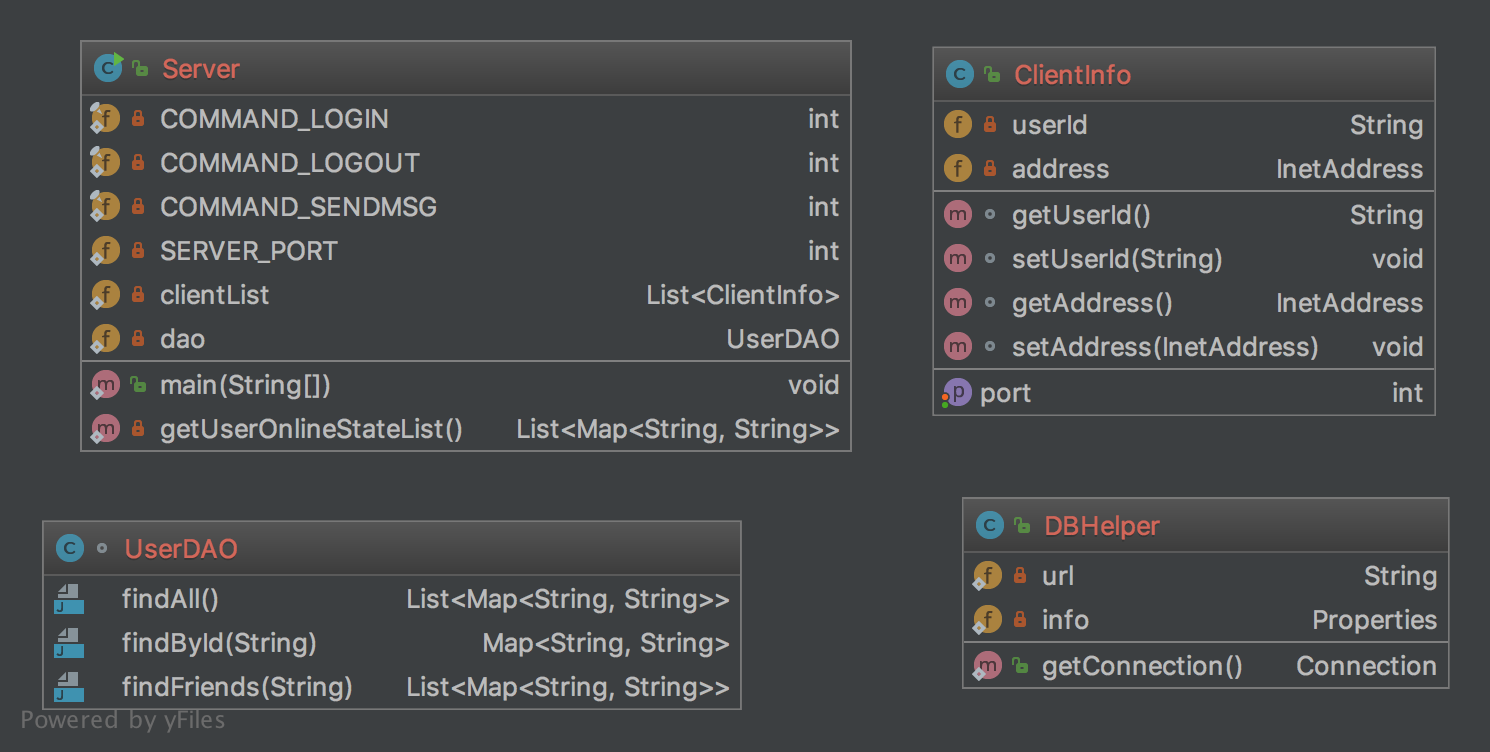 Server
COMMAND_LOGIN int
COMMAND_LOGOUT int
COMMAND_SENDMSG int
SERVER_PORT int
clientList List<ClientInfo>
dao UserDAO
main(String[]) void
getUserOnlineStateList() List<Map<String, String>>
ClientInfo
userId String
address InetAddress
getUserId() String
setUserId(String) void
getAddress() InetAddress
setAddress(InetAddress) void
port int
UserDAO
findAll() List<Map<String, String>>
findById(String) Map<String, String>
findFriends(String) List<Map<String, String>>
DBHelper
url String
info Properties
getConnection() Connection
Powered by yFiles